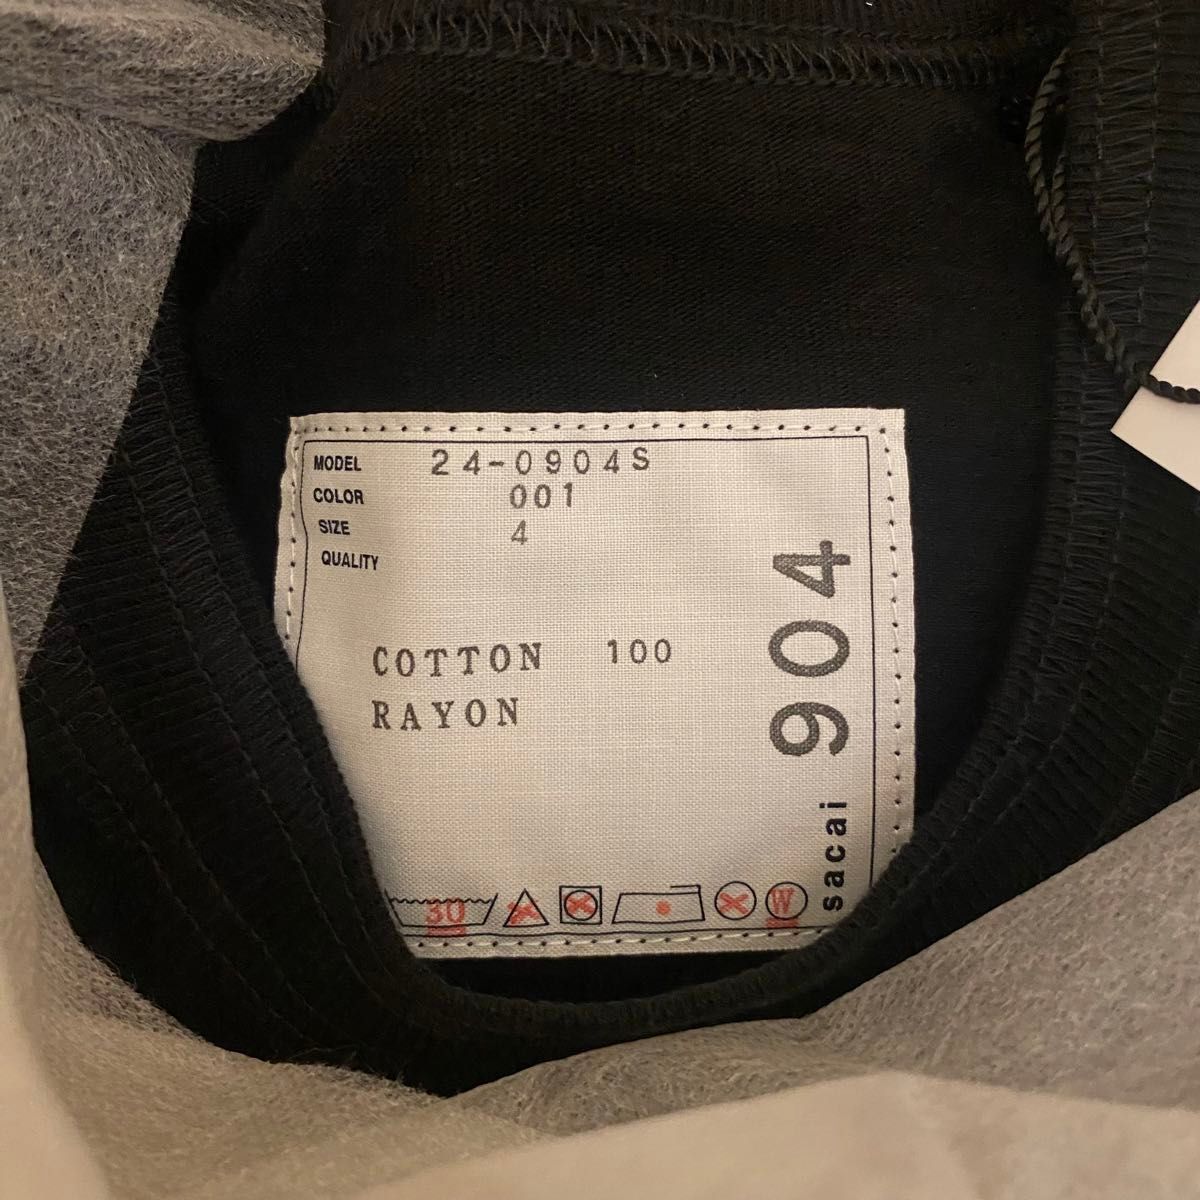 MODEL 24-0904S
COLOR 001
SIZE 4
QUALITY
COTTON 100
RAYON
30
W
sacai 904